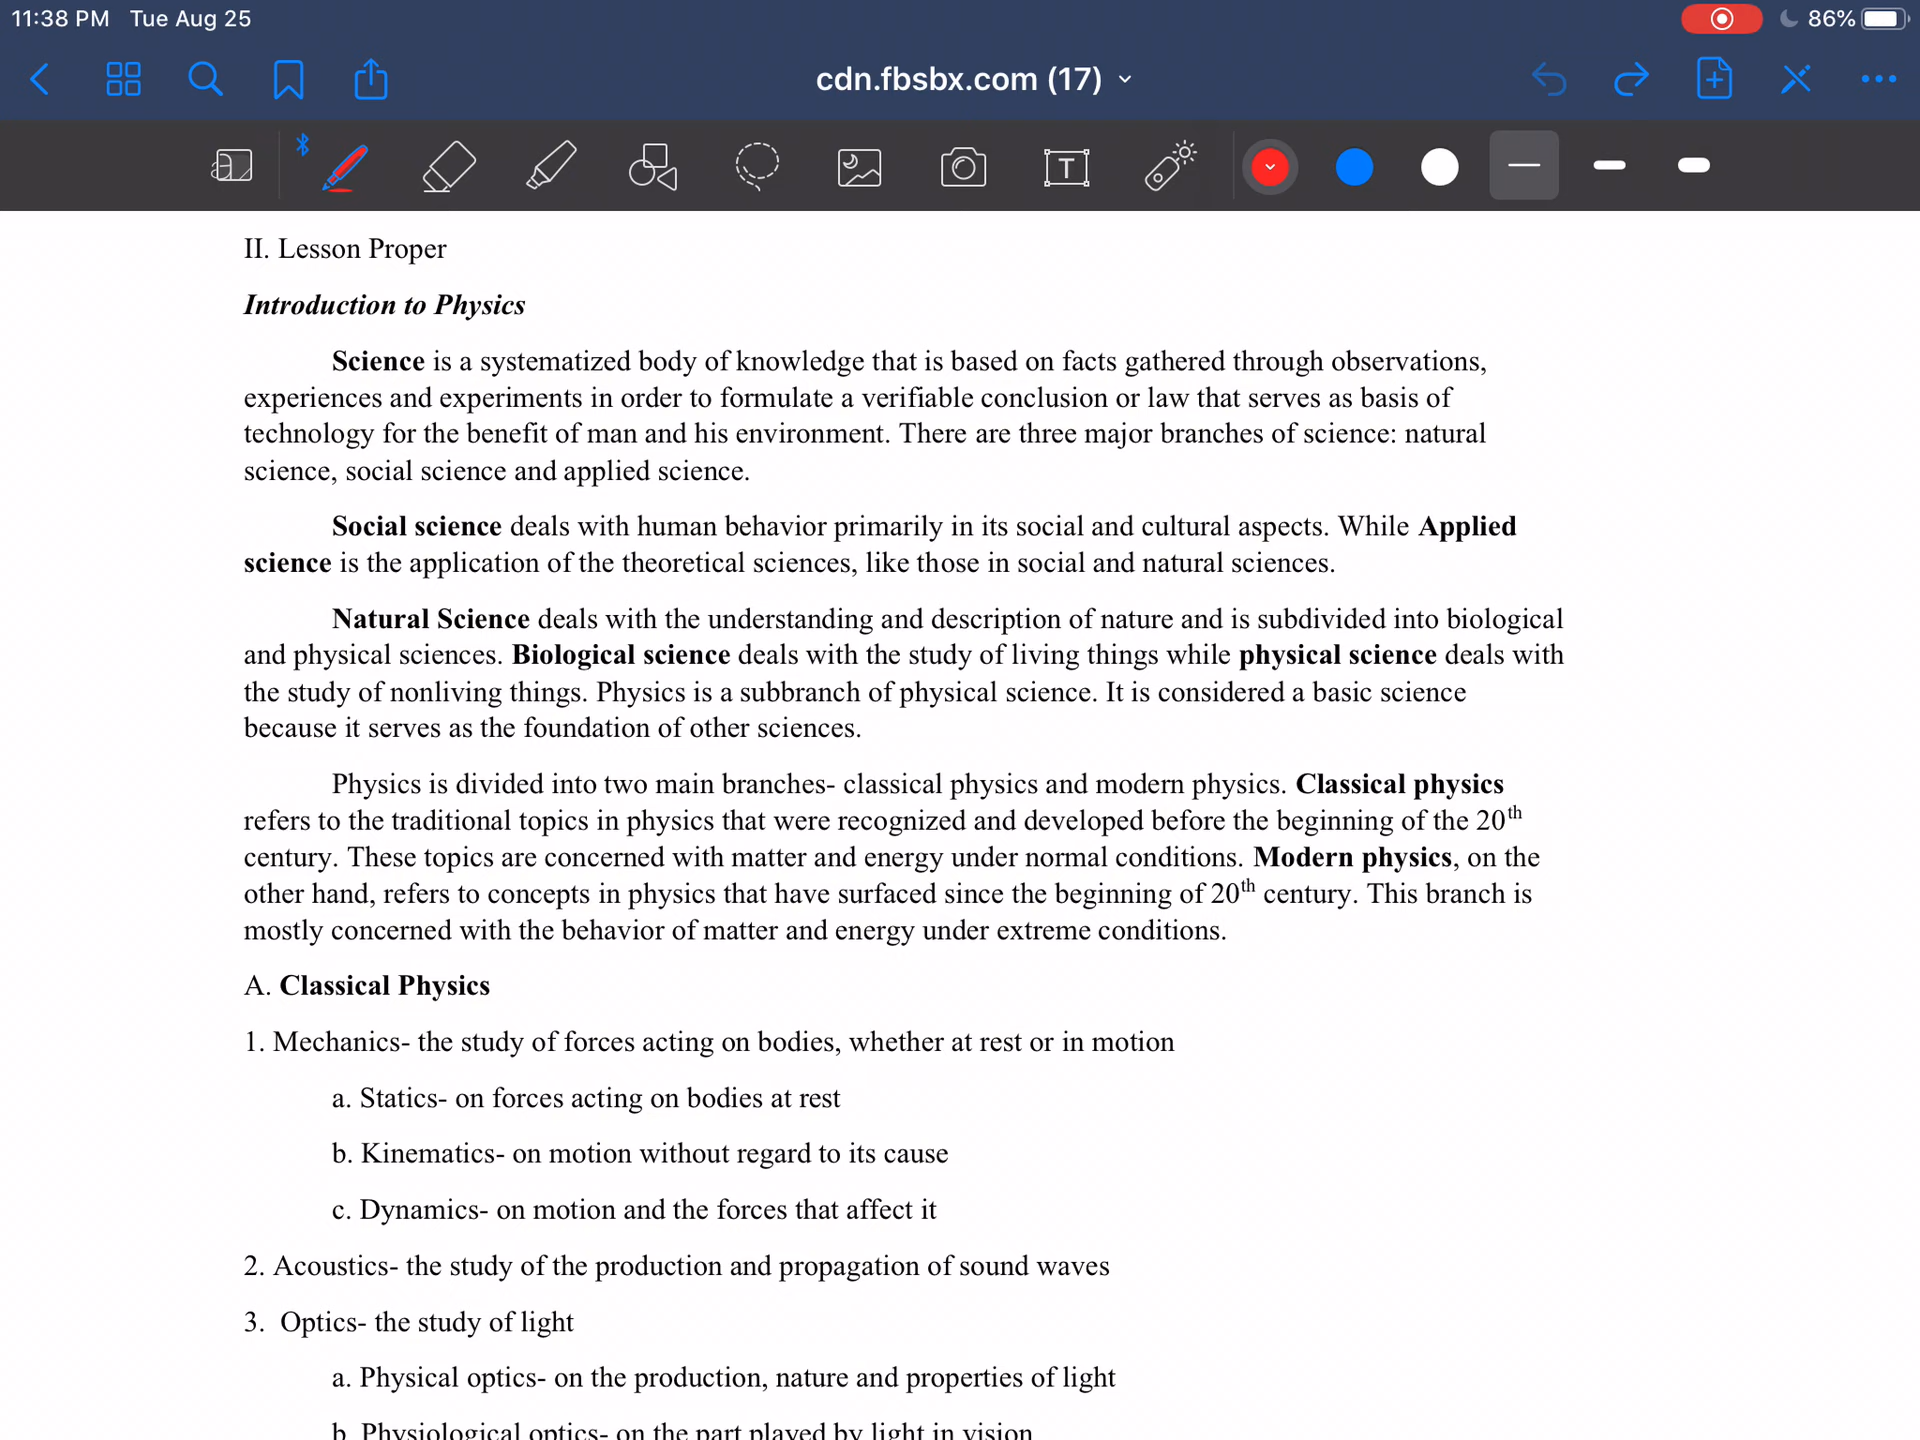 11:38 PM Tue Aug 25
86%
cdn.fbsbx.com (17)
T
II. Lesson Proper
Introduction to Physics
Science is a systematized body of knowledge that is based on facts gathered through observations,
experiences and experiments in order to formulate a verifiable conclusion or law that serves as basis of
technology for the benefit of man and his environment. There are three major branches of science: natural
science, social science and applied science.
Social science deals with human behavior primarily in its social and cultural aspects. While Applied
science is the application of the theoretical sciences, like those in social and natural sciences.
Natural Science deals with the understanding and description of nature and is subdivided into biological
and physical sciences. Biological science deals with the study of living things while physical science deals with
the study of nonliving things. Physics is a subbranch of physical science. It is considered a basic science
because it serves as the foundation of other sciences.
Physics is divided into two main branches- classical physics and modern physics. Classical physics
refers to the traditional topics in physics that were recognized and developed before the beginning of the 20th
century. These topics are concerned with matter and energy under normal conditions. Modern physics, on the
other hand, refers to concepts in physics that have surfaced since the beginning of 20th century. This branch is
mostly concerned with the behavior of matter and energy under extreme conditions.
A. Classical Physics
1. Mechanics- the study of forces acting on bodies, whether at rest or in motion
a. Statics- on forces acting on bodies at rest
b. Kinematics- on motion without regard to its cause
c. Dynamics- on motion and the forces that affect it
2. Acoustics- the study of the production and propagation of sound waves
3. Optics- the study of light
a. Physical optics- on the production, nature and properties of light
b. Physiological optics- on the part played by light in vision